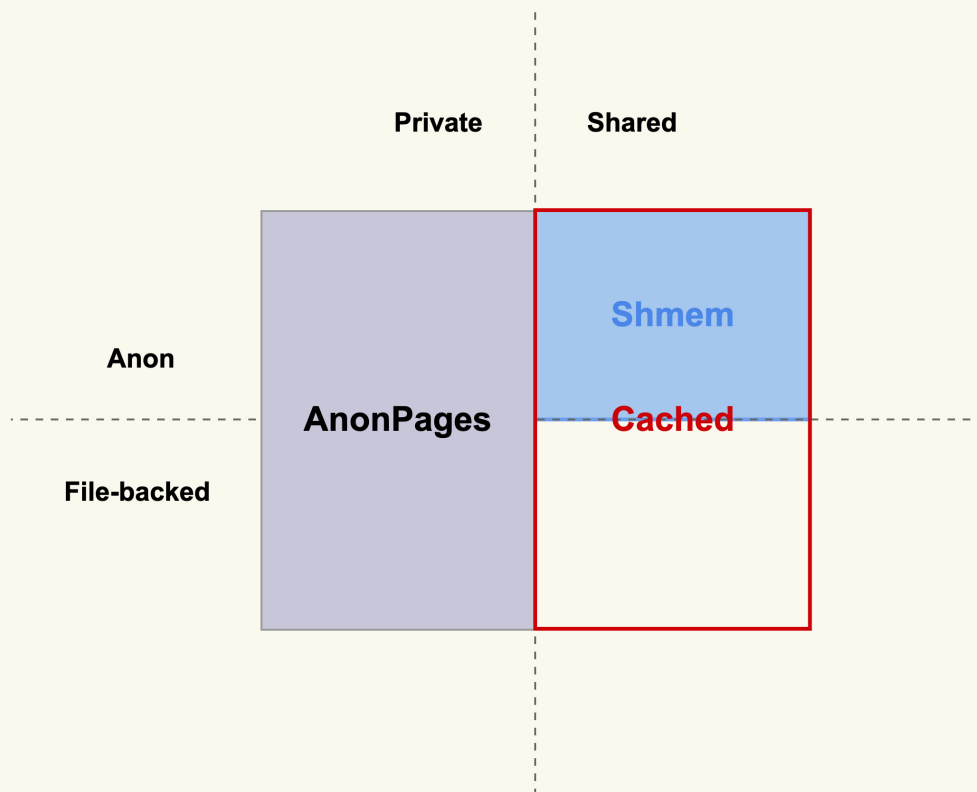 Private
Shared
Shmem
Anon
AnonPages
Cached
File-backed